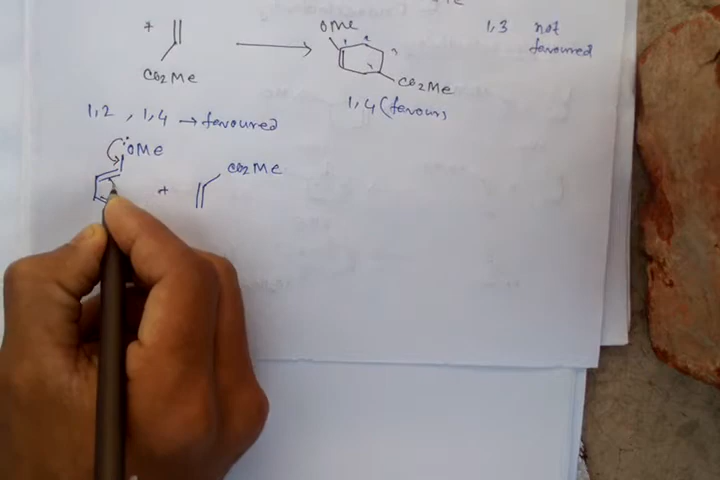 1,3 not
favoured
OMe
+
CO2Me
CO2Me
1,4 (favours
1,2 , 1,4 → favoured
:OMe
+
CO2Me